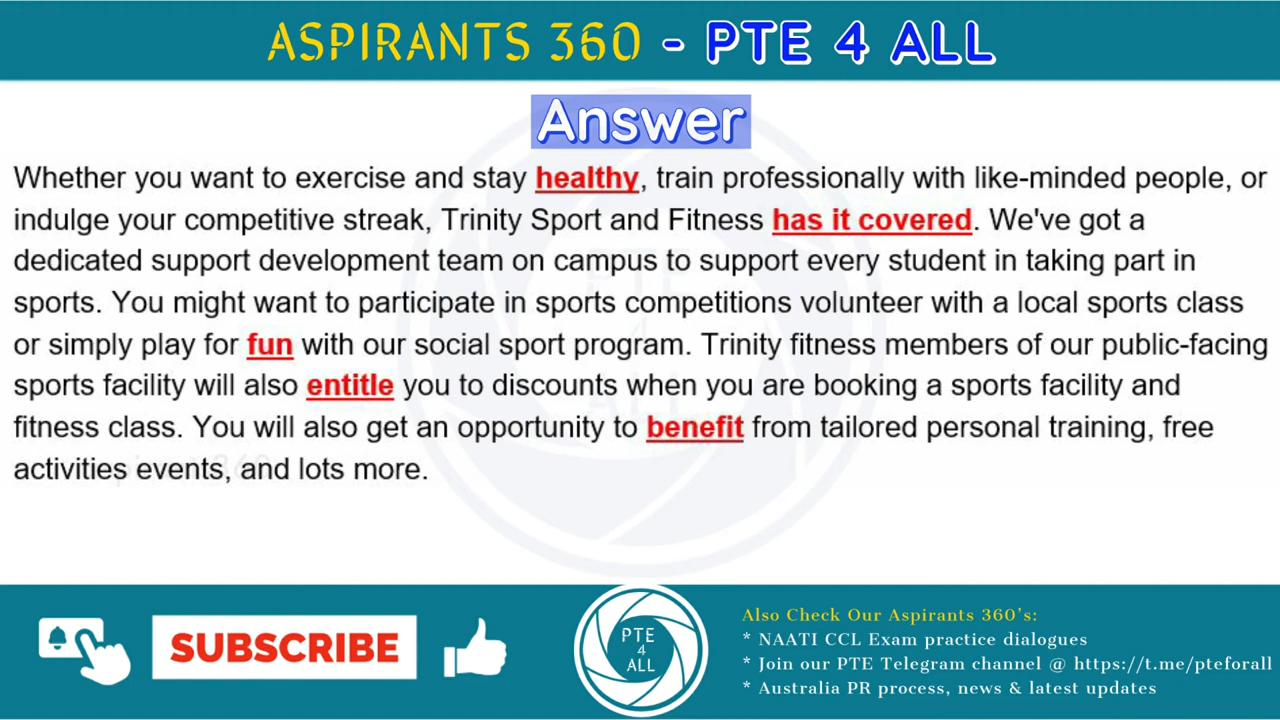 ASPIRANTS 360 - PTE 4 ALL
Answer
Whether you want to exercise and stay healthy, train professionally with like-minded people, or
indulge your competitive streak, Trinity Sport and Fitness has it covered. We've got a
dedicated support development team on campus to support every student in taking part in
sports. You might want to participate in sports competitions volunteer with a local sports class
or simply play for fun with our social sport program. Trinity fitness members of our public-facing
sports facility will also entitle you to discounts when you are booking a sports facility and
fitness class. You will also get an opportunity to benefit from tailored personal training, free
activities events, and lots more.
SUBSCRIBE
PTE
4
ALL
Also Check Our Aspirants 360's:
* NAATI CCL Exam practice dialogues
* Join our PTE Telegram channel @ https://t.me/pteforall
* Australia PR process, news & latest updates